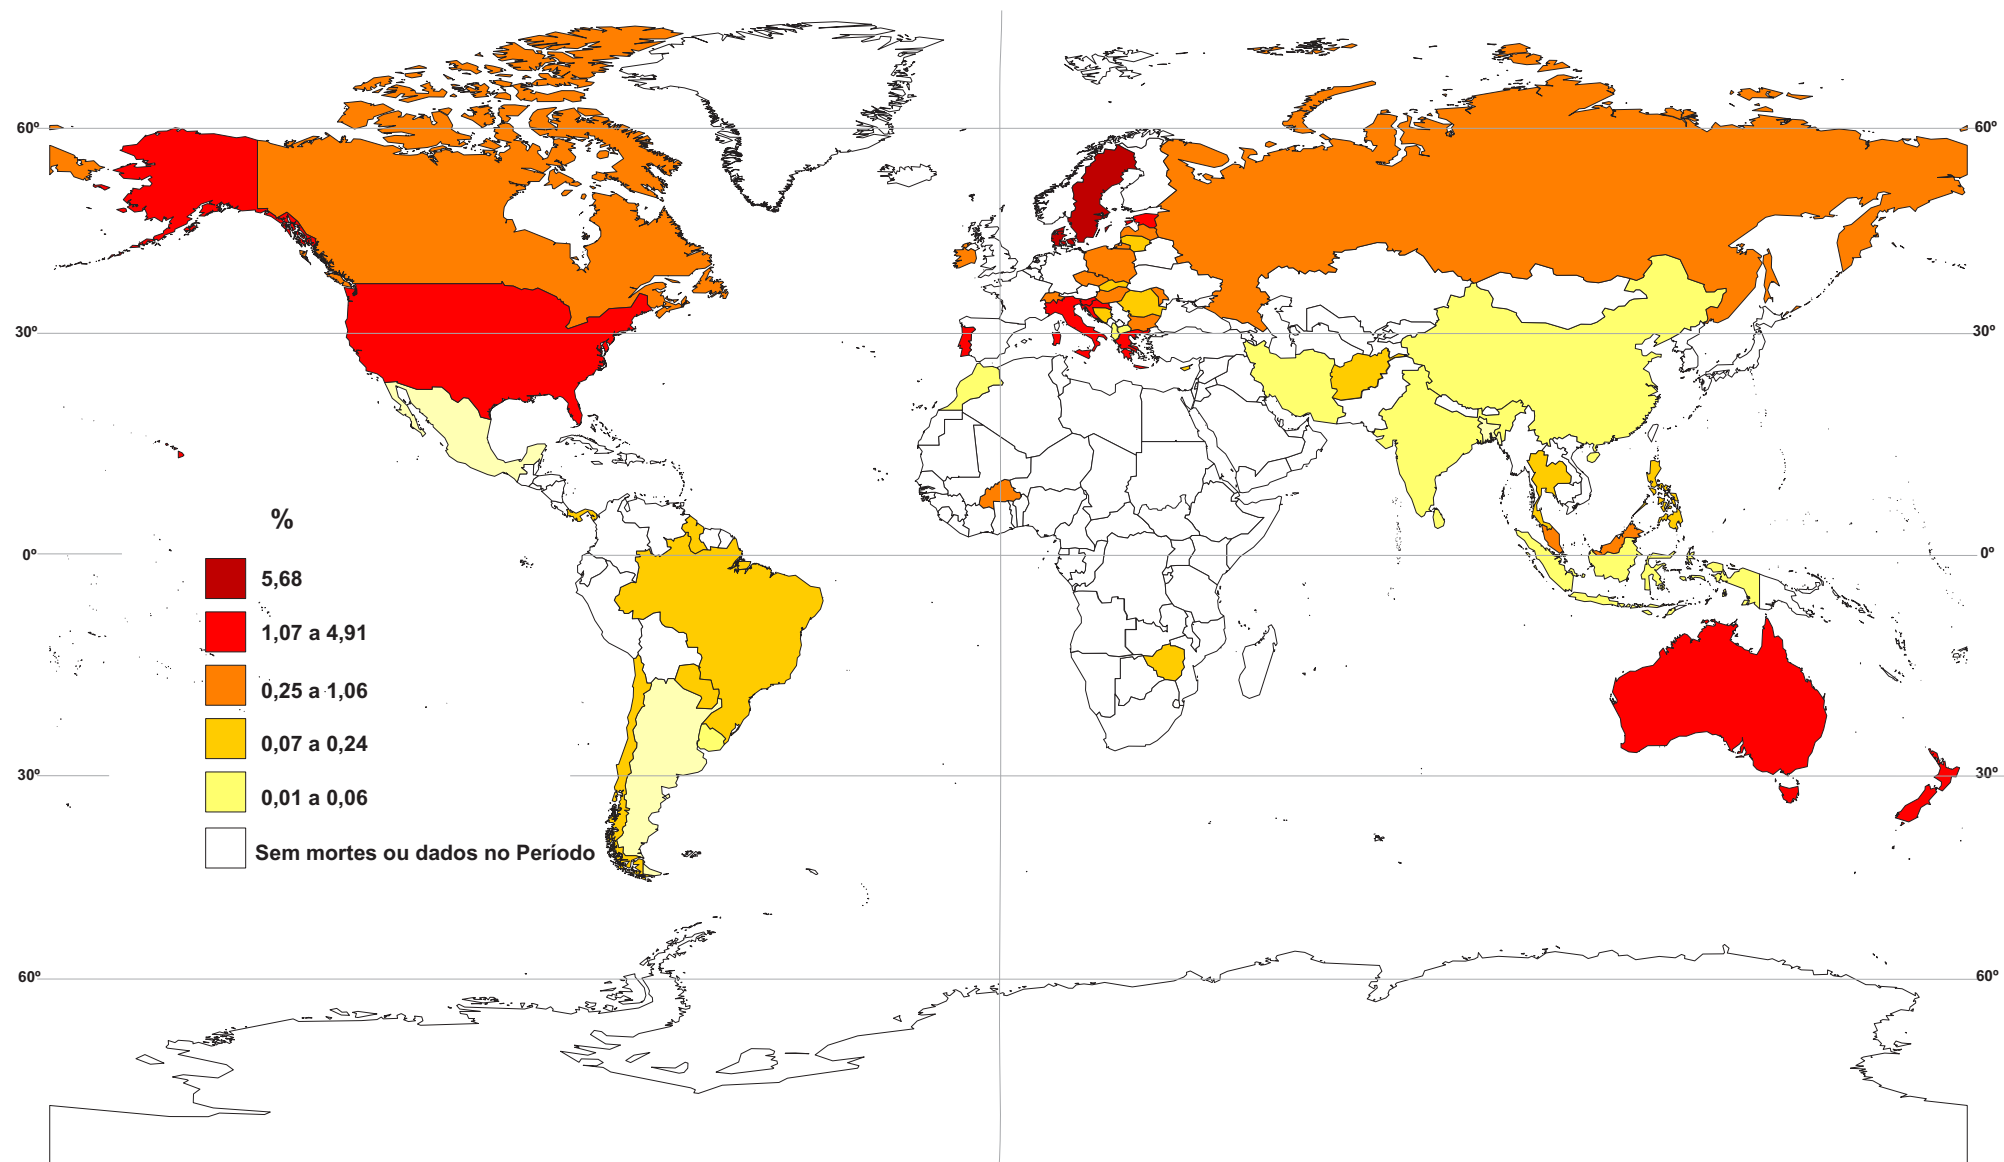 60º 60º
30º 30º
%
0º 0º
5,68
1,07 a 4,91
0,25 a 1,06
0,07 a 0,24
30º 30º
0,01 a 0,06
Sem mortes ou dados no Período
60º 60º